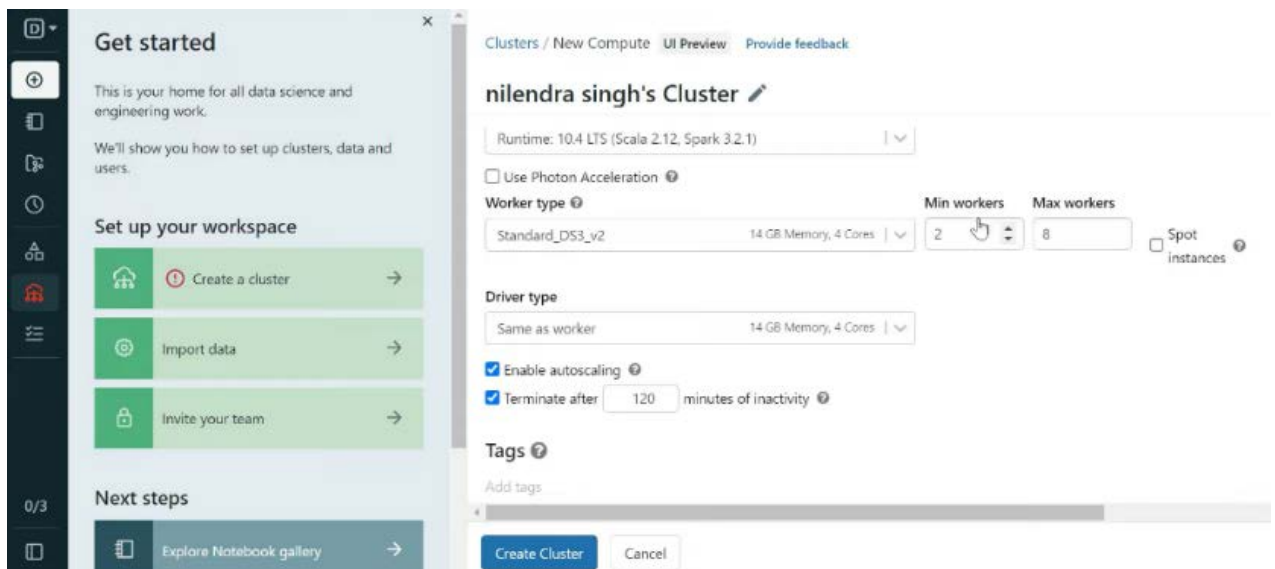 Get started
This is your home for all data science and
engineering work.
We'll show you how to set up clusters, data and
users.
Set up your workspace
Create a cluster
Import data
Invite your team
Next steps
Explore Notebook gallery
0/3
Clusters / New Compute UI Preview Provide feedback
nilendra singh's Cluster
Runtime: 10.4 LTS (Scala 2.12, Spark 3.2.1)
Use Photon Acceleration
Worker type Min workers Max workers
Standard_DS3_v2 14 GB Memory, 4 Cores 2 8 Spot
instances
Driver type
Same as worker 14 GB Memory, 4 Cores
Enable autoscaling
Terminate after 120 minutes of inactivity
Tags
Add tags
Create Cluster Cancel